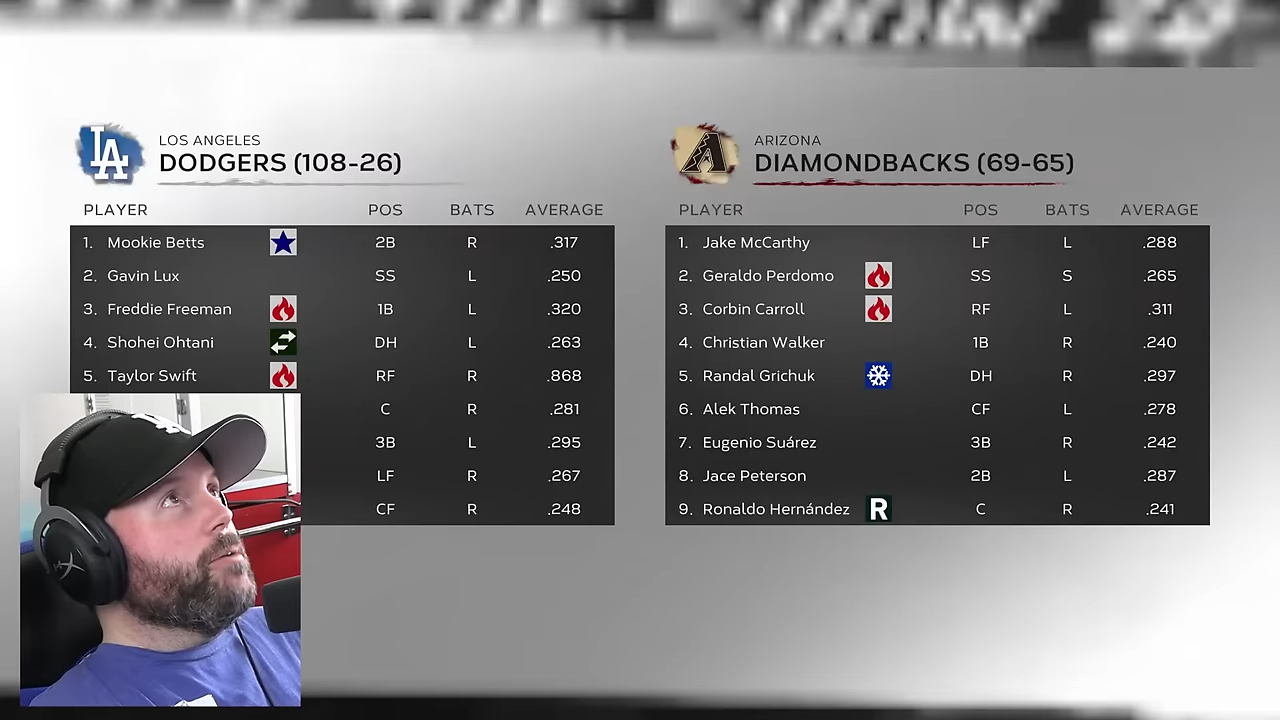 LOS ANGELES
DODGERS (108-26)
PLAYER POS BATS AVERAGE
1. Mookie Betts 2B R .317
2. Gavin Lux SS L .250
3. Freddie Freeman 1B L .320
4. Shohei Ohtani DH L .263
5. Taylor Swift RF R .868
C R .281
3B L .295
LF R .267
CF R .248
ARIZONA
DIAMONDBACKS (69-65)
PLAYER POS BATS AVERAGE
1. Jake McCarthy LF L .288
2. Geraldo Perdomo SS S .265
3. Corbin Carroll RF L .311
4. Christian Walker 1B R .240
5. Randal Grichuk DH R .297
6. Alek Thomas CF L .278
7. Eugenio Suárez 3B R .242
8. Jace Peterson 2B L .287
9. Ronaldo Hernández R C R .241
LA
A